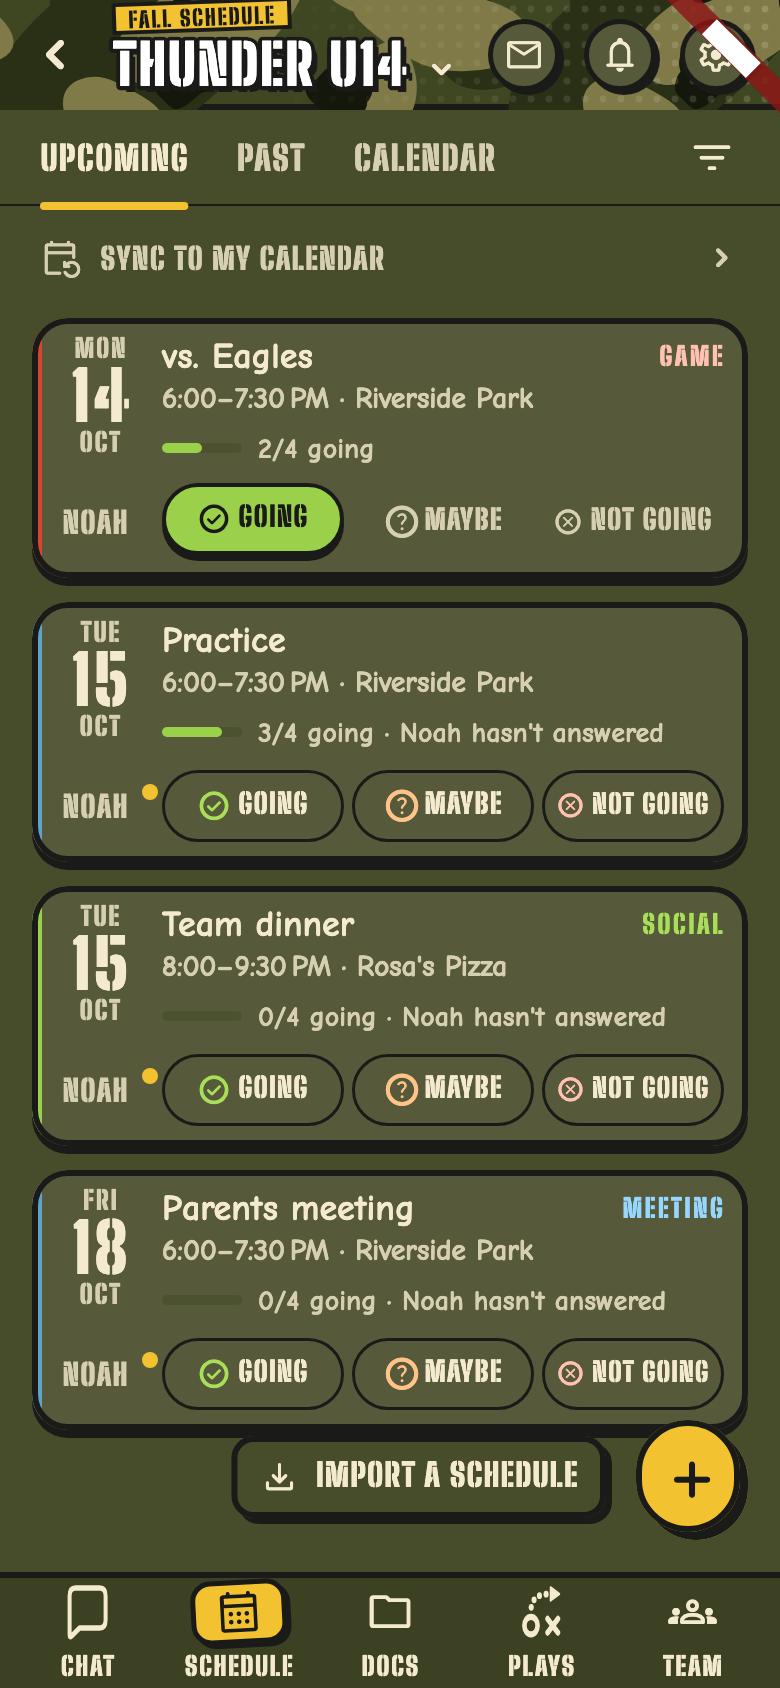 FALL SCHEDULE
THUNDER U14
UPCOMING PAST CALENDAR
SYNC TO MY CALENDAR
MON
14
OCT
vs. Eagles
GAME
6:00–7:30 PM · Riverside Park
2/4 going
NOAH
GOING
MAYBE
NOT GOING
TUE
15
OCT
Practice
6:00–7:30 PM · Riverside Park
3/4 going · Noah hasn't answered
NOAH
GOING
MAYBE
NOT GOING
TUE
15
OCT
Team dinner
SOCIAL
8:00–9:30 PM · Rosa's Pizza
0/4 going · Noah hasn't answered
NOAH
GOING
MAYBE
NOT GOING
FRI
18
OCT
Parents meeting
MEETING
6:00–7:30 PM · Riverside Park
0/4 going · Noah hasn't answered
NOAH
GOING
MAYBE
NOT GOING
IMPORT A SCHEDULE
CHAT
SCHEDULE
DOCS
PLAYS
TEAM